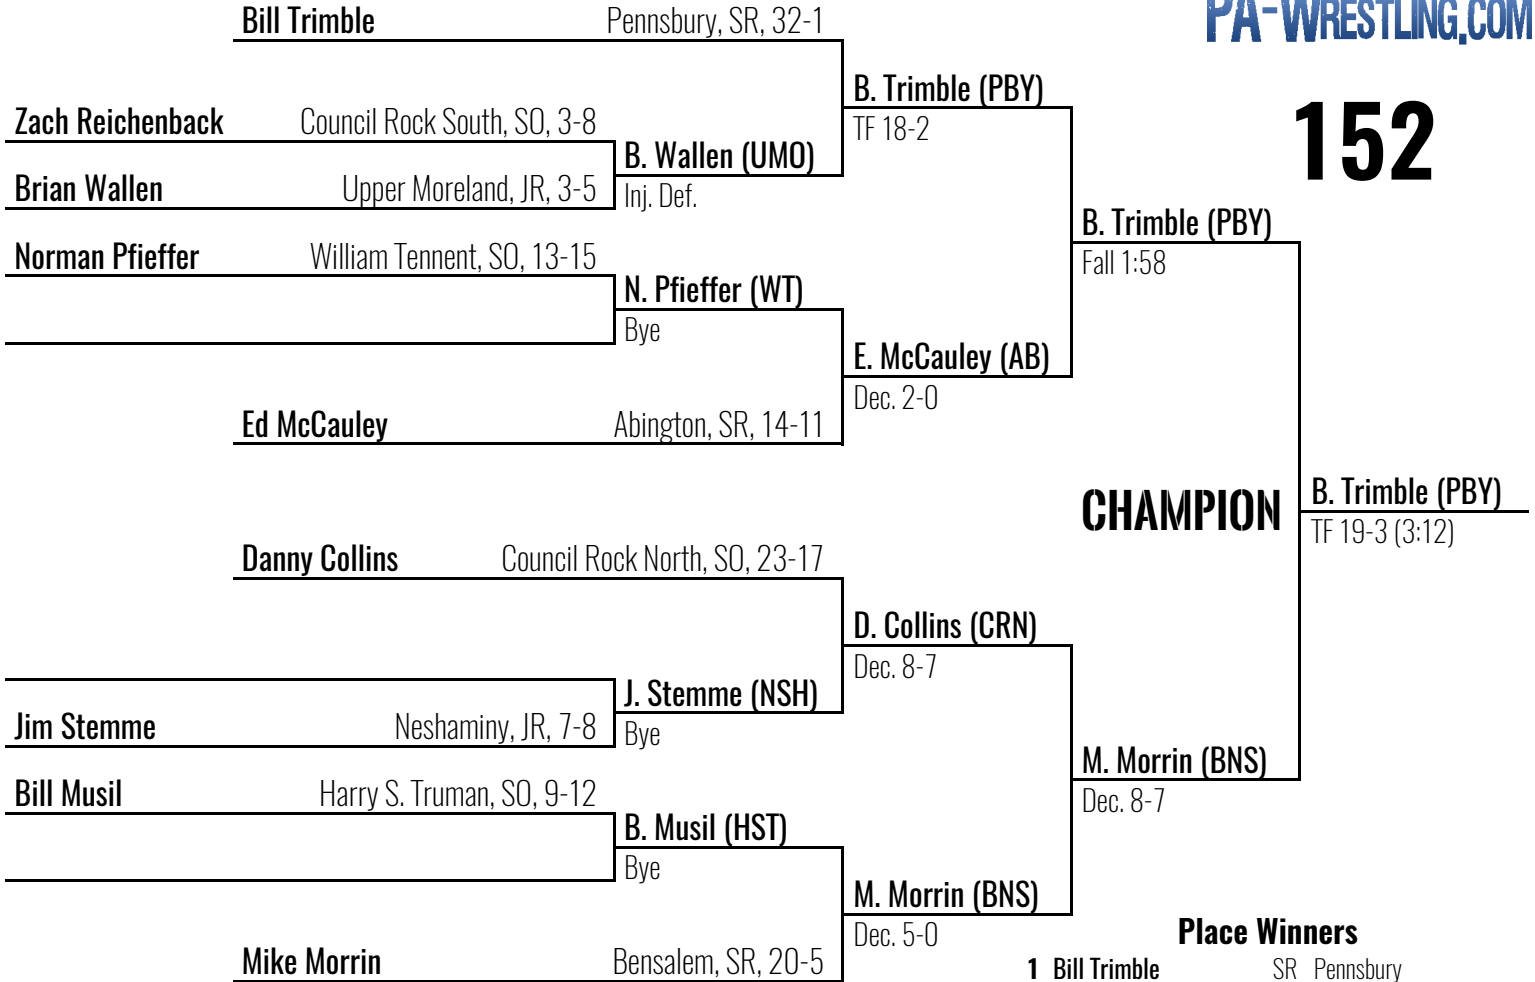 PA-WRESTLING.COM
Bill Trimble Pennsbury, SR, 32-1
B. Trimble (PBY)
152
Zach Reichenback Council Rock South, SO, 3-8
TF 18-2
B. Wallen (UMO)
Brian Wallen Upper Moreland, JR, 3-5
Inj. Def.
B. Trimble (PBY)
Norman Pfieffer William Tennent, SO, 13-15
Fall 1:58
N. Pfieffer (WT)
Bye
E. McCauley (AB)
Dec. 2-0
Ed McCauley Abington, SR, 14-11
CHAMPION
B. Trimble (PBY)
TF 19-3 (3:12)
Danny Collins Council Rock North, SO, 23-17
D. Collins (CRN)
Dec. 8-7
J. Stemme (NSH)
Jim Stemme Neshaminy, JR, 7-8
Bye
M. Morrin (BNS)
Bill Musil Harry S. Truman, SO, 9-12
Dec. 8-7
B. Musil (HST)
Bye
M. Morrin (BNS)
Dec. 5-0
Place Winners
Mike Morrin Bensalem, SR, 20-5
1 Bill Trimble SR Pennsbury